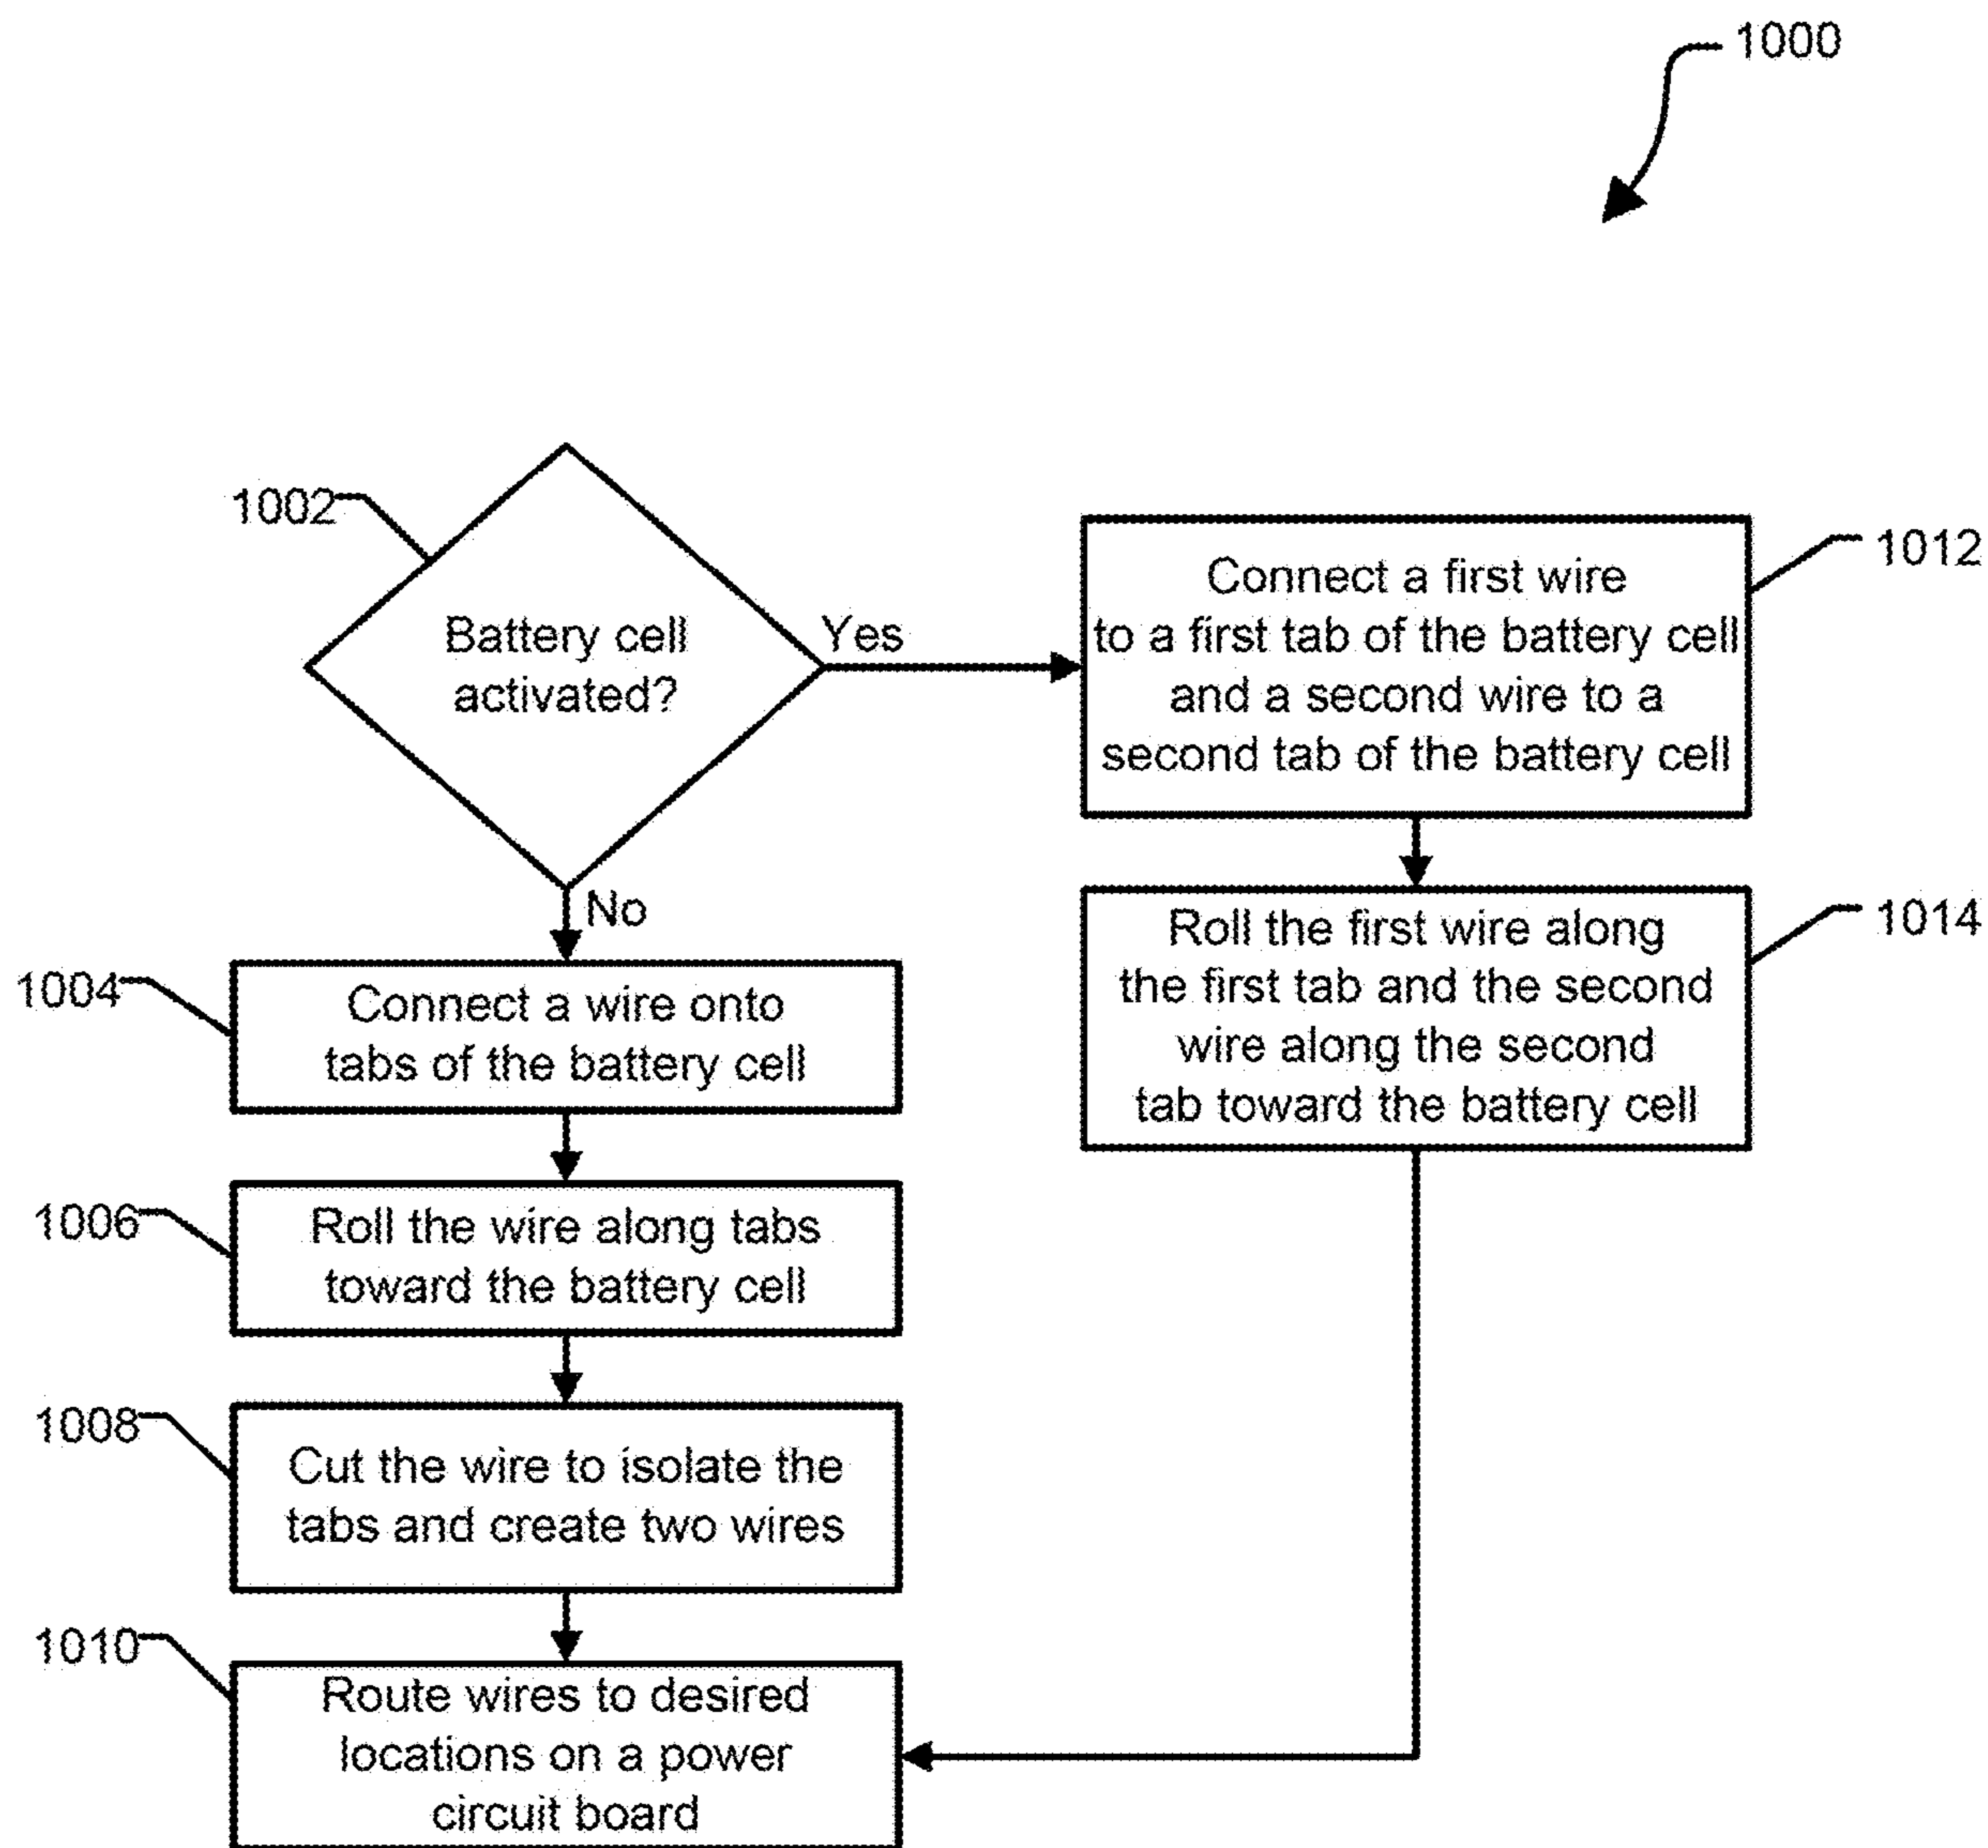 1000
1002
Battery cell
activated?
Yes
No
1012
Connect a first wire
to a first tab of the battery cell
and a second wire to a
second tab of the battery cell
1014
Roll the first wire along
the first tab and the second
wire along the second
tab toward the battery cell
1004
Connect a wire onto
tabs of the battery cell
1006
Roll the wire along tabs
toward the battery cell
1008
Cut the wire to isolate the
tabs and create two wires
1010
Route wires to desired
locations on a power
circuit board